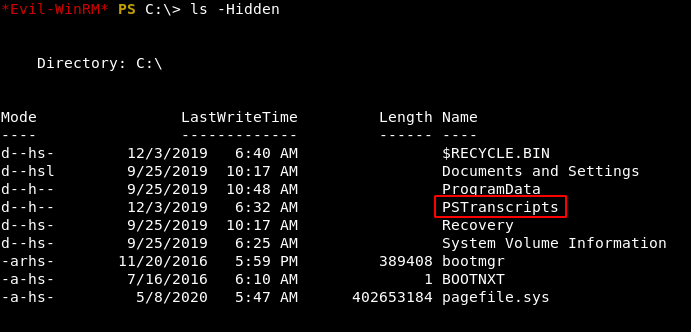 *Evil-WinRM* PS C:\> ls -Hidden
Directory: C:\
Mode LastWriteTime Length Name
---- ------------- ------ ----
d--hs- 12/3/2019 6:40 AM $RECYCLE.BIN
d--hsl 9/25/2019 10:17 AM Documents and Settings
d--h-- 9/25/2019 10:48 AM ProgramData
d--h-- 12/3/2019 6:32 AM PSTranscripts
d--hs- 9/25/2019 10:17 AM Recovery
d--hs- 9/25/2019 6:25 AM System Volume Information
-arhs- 11/20/2016 5:59 PM 389408 bootmgr
-a-hs- 7/16/2016 6:10 AM 1 BOOTNXT
-a-hs- 5/8/2020 5:47 AM 402653184 pagefile.sys